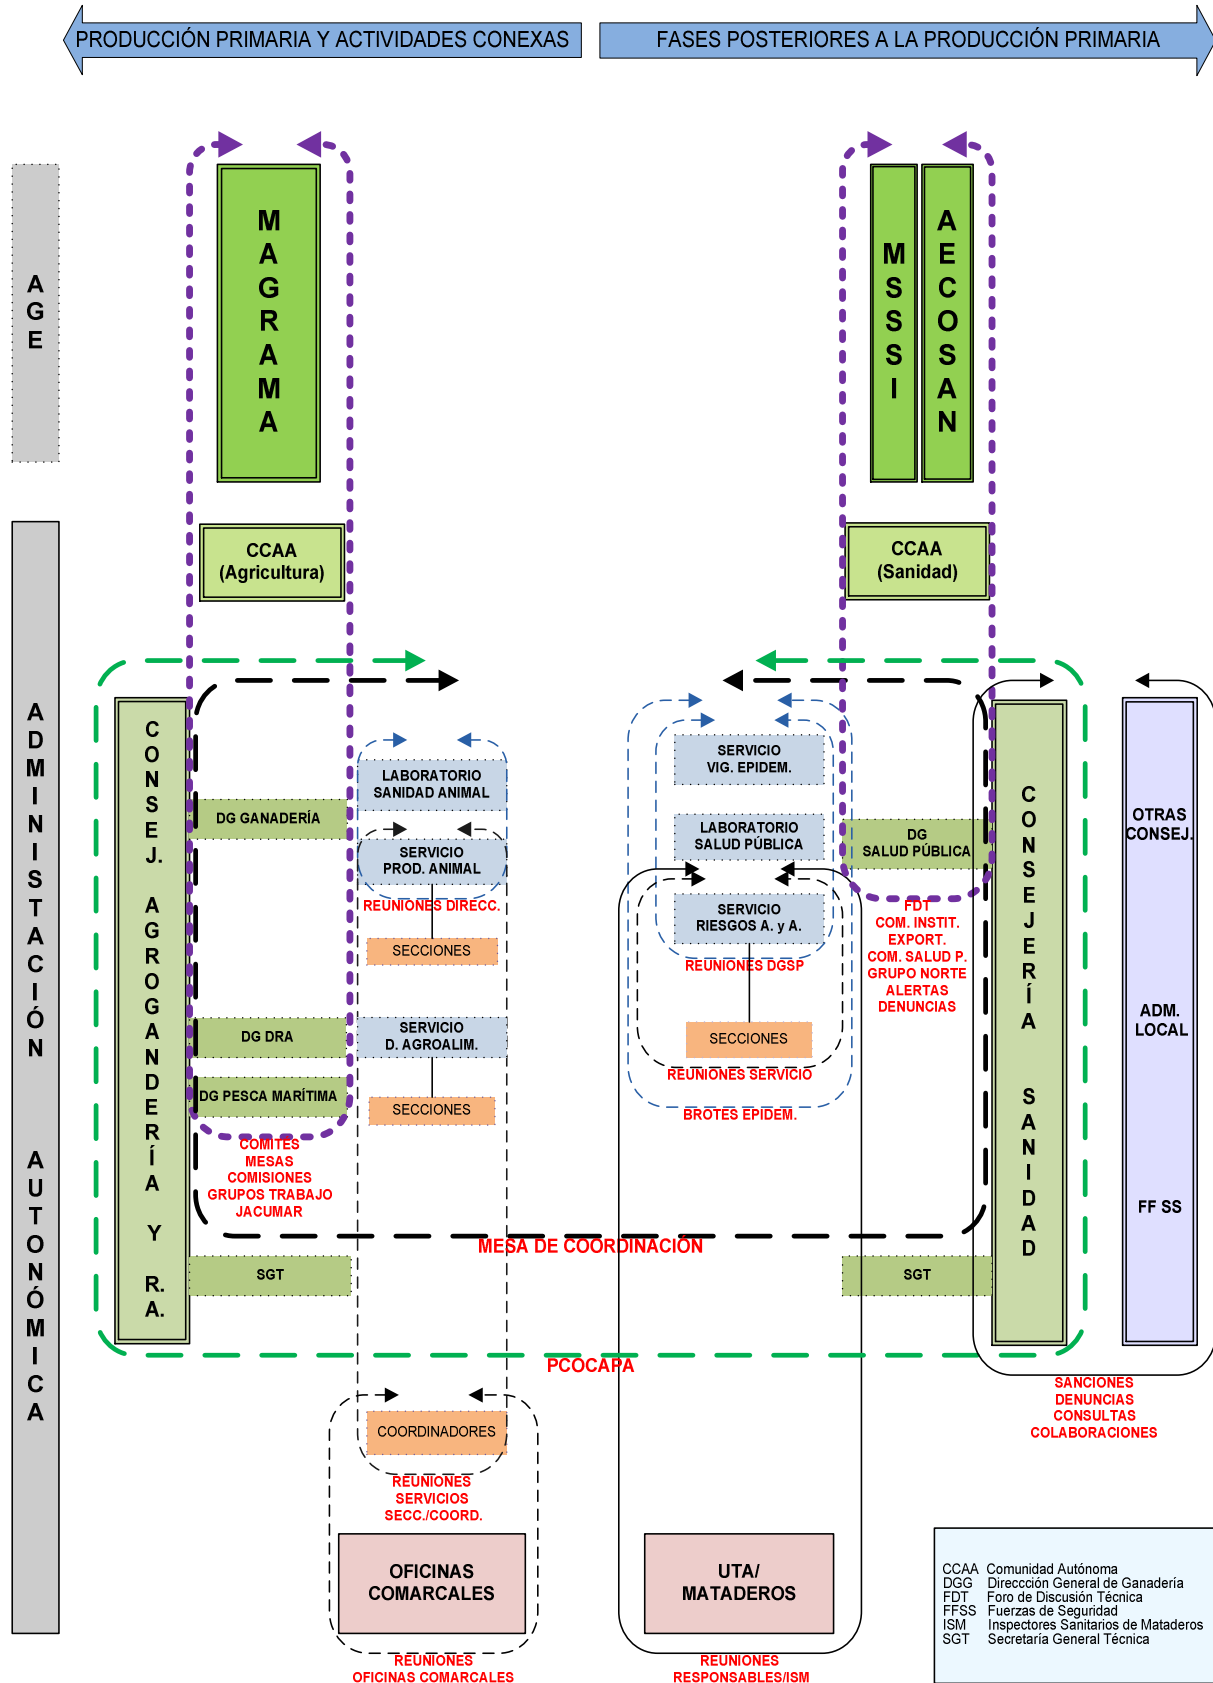 PRODUCCIÓN PRIMARIA Y ACTIVIDADES CONEXAS
FASES POSTERIORES A LA PRODUCCIÓN PRIMARIA
AGE
MAGRAMA
MSSSI
AECOSAN
CCAA
(Agricultura)
CCAA
(Sanidad)
ADMINISTACIÓN AUTONÓMICA
CONSEJ. AGROGANDERÍA Y R.A.
DG GANADERÍA
DG DRA
DG PESCA MARÍTIMA
COMITES
MESAS
COMISIONES
GRUPOS TRABAJO
JACUMAR
SGT
LABORATORIO
SANIDAD ANIMAL
SERVICIO
PROD. ANIMAL
REUNIONES DIRECC.
SECCIONES
SERVICIO
D. AGROALIM.
SECCIONES
SERVICIO
VIG. EPIDEM.
LABORATORIO
SALUD PÚBLICA
SERVICIO
RIESGOS A. y A.
REUNIONES DGSP
SECCIONES
REUNIONES SERVICIO
BROTES EPIDEM.
DG
SALUD PÚBLICA
FDT
COM. INSTIT.
EXPORT.
COM. SALUD P.
GRUPO NORTE
ALERTAS
DENUNCIAS
SGT
CONSEJERÍA SANIDAD
OTRAS
CONSEJ.
ADM.
LOCAL
FF SS
MESA DE COORDINACIÓN
PCOCAPA
SANCIONES
DENUNCIAS
CONSULTAS
COLABORACIONES
COORDINADORES
REUNIONES
SERVICIOS
SECC./COORD.
OFICINAS
COMARCALES
REUNIONES
OFICINAS COMARCALES
UTA/
MATADEROS
REUNIONES
RESPONSABLES/ISM
CCAA Comunidad Autónoma
DGG Direccción General de Ganadería
FDT Foro de Discusión Técnica
FFSS Fuerzas de Seguridad
ISM Inspectores Sanitarios de Mataderos
SGT Secretaría General Técnica